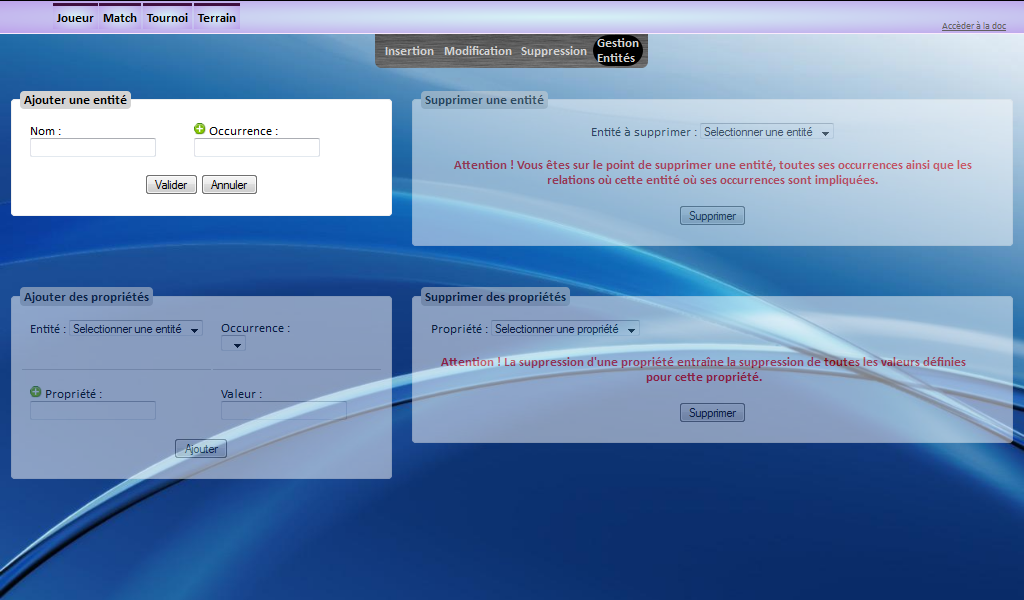 Joueur Match Tournoi Terrain
Accèder à la doc
Insertion Modification Suppression Gestion Entités
Ajouter une entité
Nom : Occurrence :
Valider Annuler
Supprimer une entité
Entité à supprimer : Selectionner une entité
Attention ! Vous êtes sur le point de supprimer une entité, toutes ses occurrences ainsi que les
relations où cette entité où ses occurrences sont impliquées.
Supprimer
Ajouter des propriétés
Entité : Selectionner une entité Occurrence :
Propriété : Valeur :
Ajouter
Supprimer des propriétés
Propriété : Selectionner une propriété
Attention ! La suppression d'une propriété entraîne la suppression de toutes les valeurs définies
pour cette propriété.
Supprimer